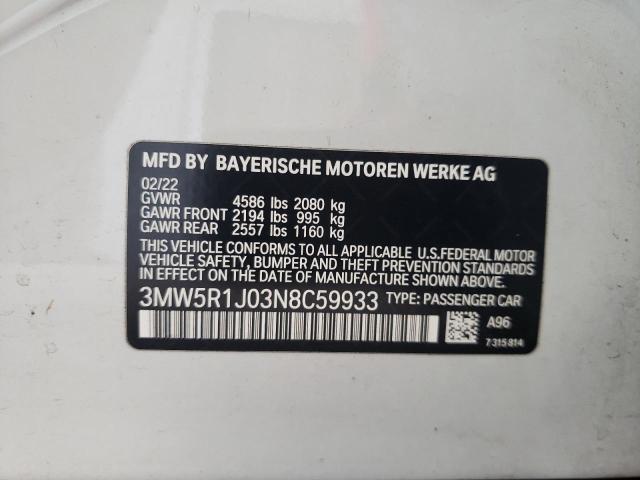 MFD BY BAYERISCHE MOTOREN WERKE AG
02/22
GVWR 4586 lbs 2080 kg
GAWR FRONT 2194 lbs 995 kg
GAWR REAR 2557 lbs 1160 kg
THIS VEHICLE CONFORMS TO ALL APPLICABLE U.S.FEDERAL MOTOR
VEHICLE SAFETY, BUMPER AND THEFT PREVENTION STANDARDS
IN EFFECT ON THE DATE OF MANUFACTURE SHOWN ABOVE.
3MW5R1J03N8C59933 TYPE: PASSENGER CAR
A96
7 315 814